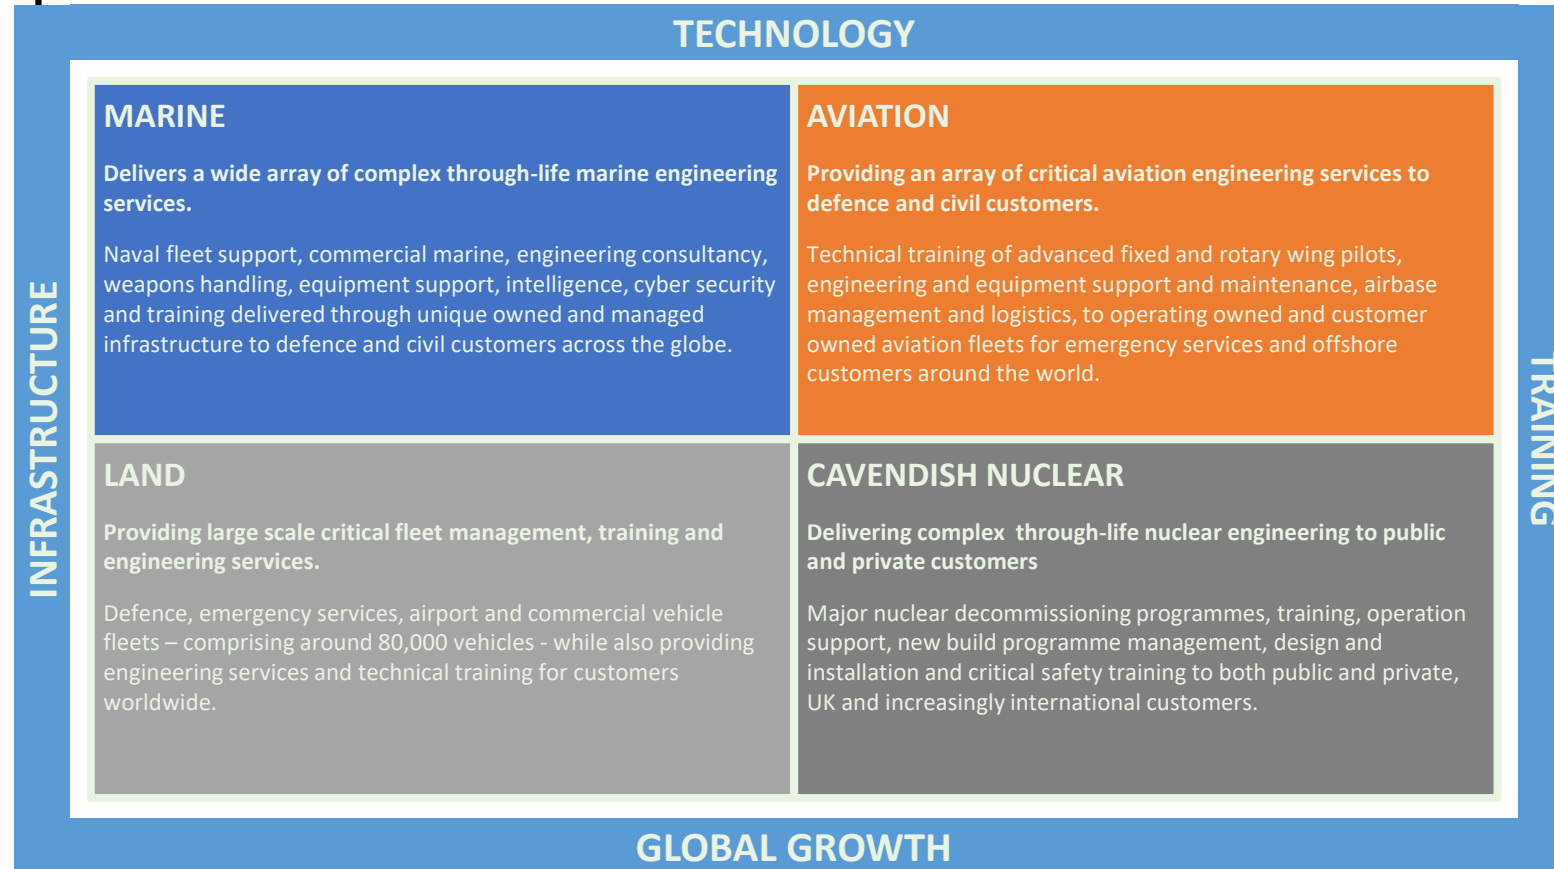 TECHNOLOGY
INFRASTRUCTURE
MARINE
Delivers a wide array of complex through-life marine engineering
services.
Naval fleet support, commercial marine, engineering consultancy,
weapons handling, equipment support, intelligence, cyber security
and training delivered through unique owned and managed
infrastructure to defence and civil customers across the globe.
AVIATION
Providing an array of critical aviation engineering services to
defence and civil customers.
Technical training of advanced fixed and rotary wing pilots,
engineering and equipment support and maintenance, airbase
management and logistics, to operating owned and customer
owned aviation fleets for emergency services and offshore
customers around the world.
LAND
Providing large scale critical fleet management, training and
engineering services.
Defence, emergency services, airport and commercial vehicle
fleets – comprising around 80,000 vehicles - while also providing
engineering services and technical training for customers
worldwide.
CAVENDISH NUCLEAR
Delivering complex  through-life nuclear engineering to public
and private customers
Major nuclear decommissioning programmes, training, operation
support, new build programme management, design and
installation and critical safety training to both public and private,
UK and increasingly international customers.
TRAINING
GLOBAL GROWTH